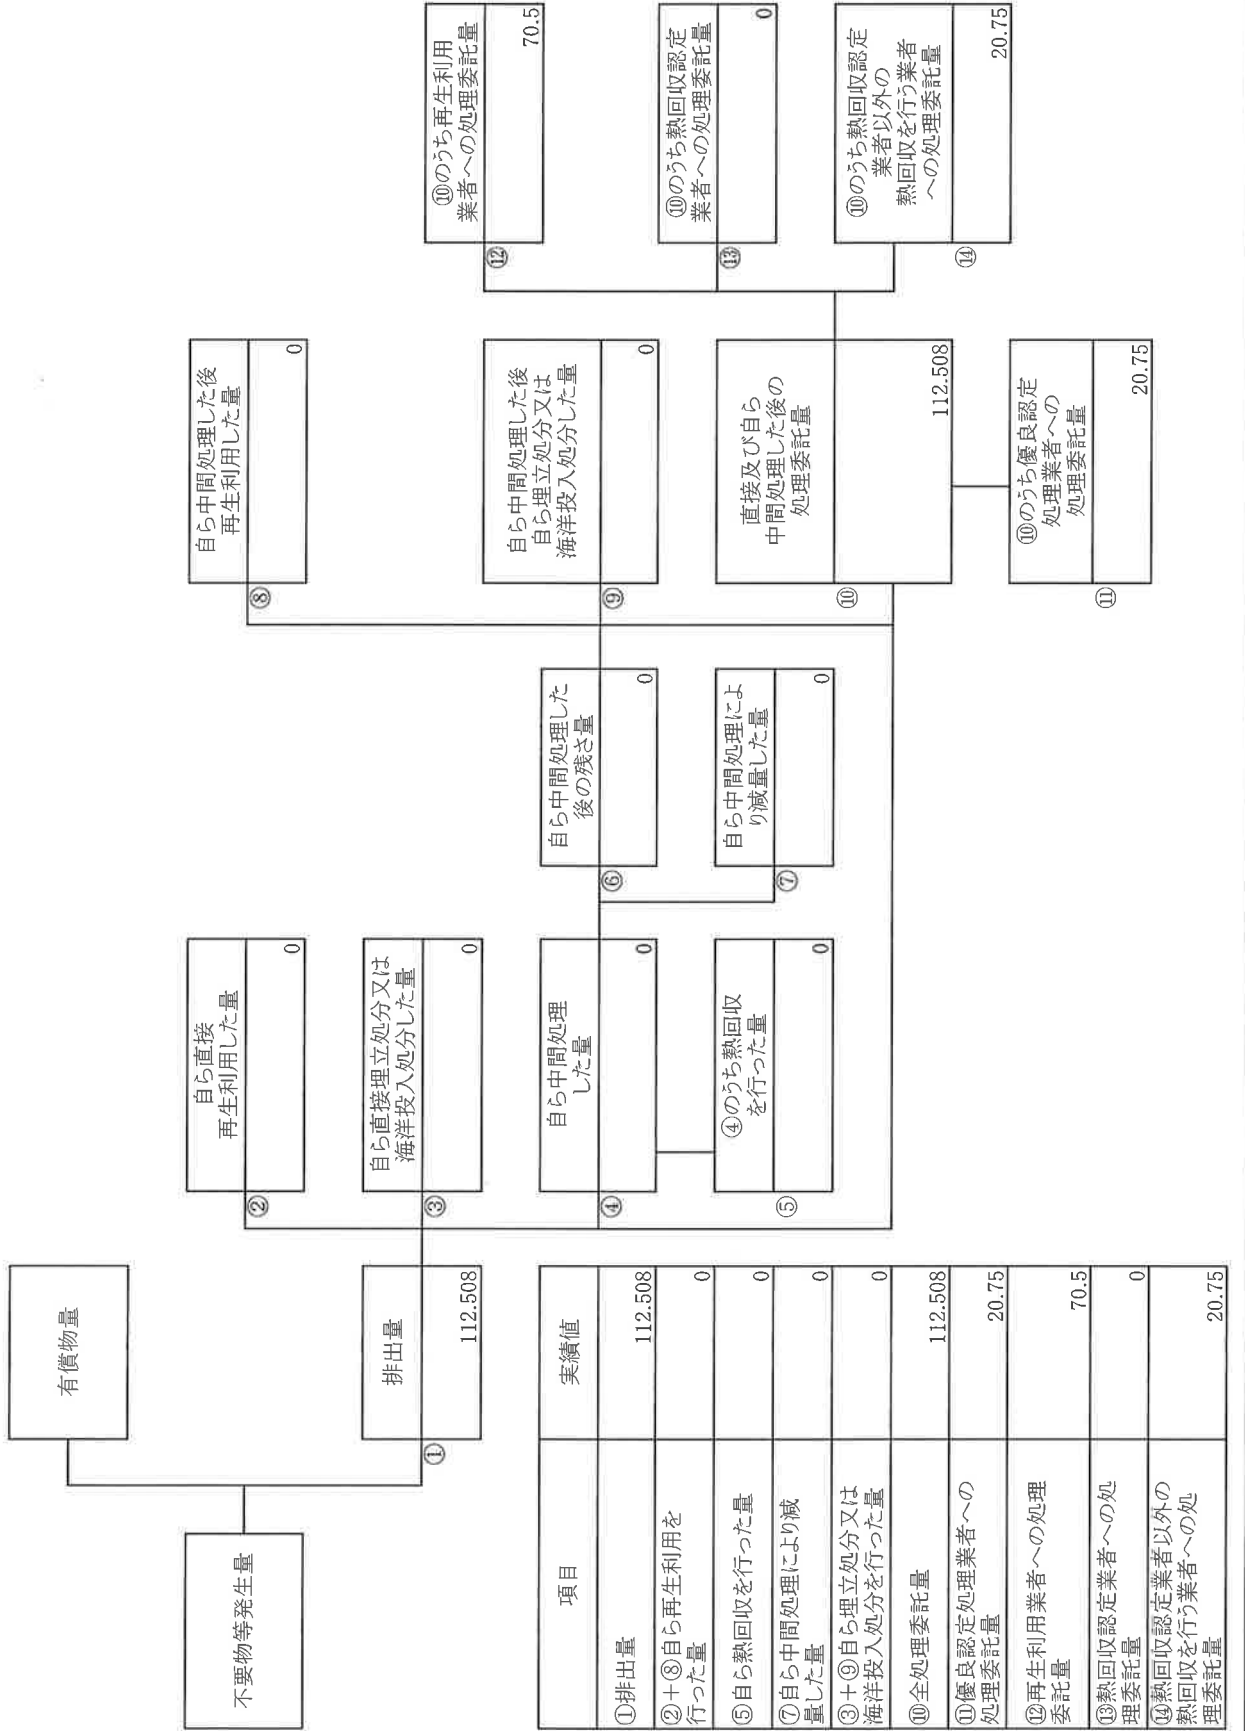 不要物等発生量
有償物量
①
排出量
112.508
②
自ら直接
再生利用した量
0
③
自ら直接埋立処分又は
海洋投入処分した量
0
④
自ら中間処理
した量
0
⑤
④のうち熱回収
を行った量
0
⑥
自ら中間処理した
後の残さ量
0
⑦
自ら中間処理によ
り減量した量
0
⑧
自ら中間処理した後
再生利用した量
0
⑨
自ら中間処理した後
自ら埋立処分又は
海洋投入処分した量
0
⑩
直接及び自ら
中間処理した後の
処理委託量
112.508
⑪
⑩のうち優良認定
処理業者への
処理委託量
20.75
⑫
⑩のうち再生利用
業者への処理委託量
70.5
⑬
⑩のうち熱回収認定
業者への処理委託量
0
⑭
⑩のうち熱回収認定
業者以外の
熱回収を行う業者
への処理委託量
20.75
項目
実績値
①排出量
112.508
②+⑧自ら再生利用を
行った量
0
⑤自ら熱回収を行った量
0
⑦自ら中間処理により減
量した量
0
③+⑨自ら埋立処分又は
海洋投入処分を行った量
0
⑩全処理委託量
112.508
⑪優良認定処理業者への
処理委託量
20.75
⑫再生利用業者への処理
委託量
70.5
⑬熱回収認定業者への処
理委託量
0
⑭熱回収認定業者以外の
熱回収を行う業者への処
理委託量
20.75